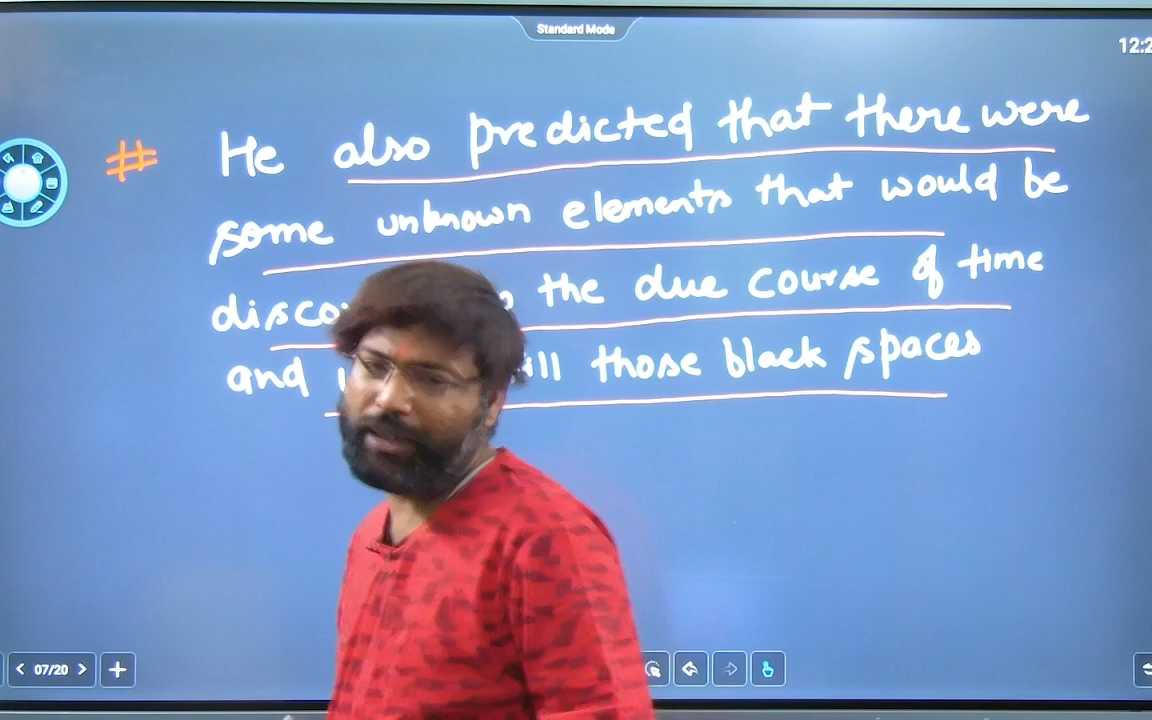 Standard Mode
12:2
# He also predicted that there were
some unknown elements that would be
disco the due course of time
and ill those black spaces
07/20